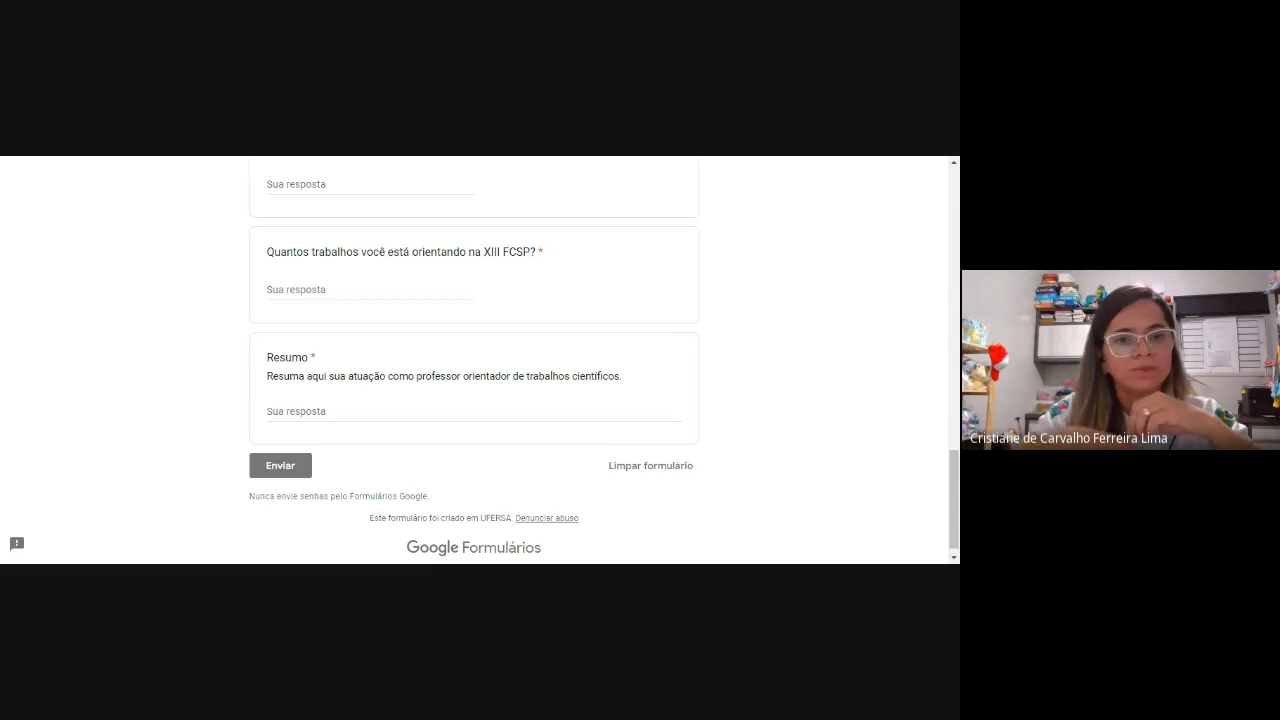 Sua resposta
Quantos trabalhos você está orientando na XIII FCSP? *
Sua resposta
Resumo *
Resuma aqui sua atuação como professor orientador de trabalhos científicos.
Sua resposta
Enviar
Limpar formulário
Nunca envie senhas pelo Formulários Google.
Este formulário foi criado em UFERSA. Denunciar abuso
Google Formulários
Cristiane de Carvalho Ferreira Lima